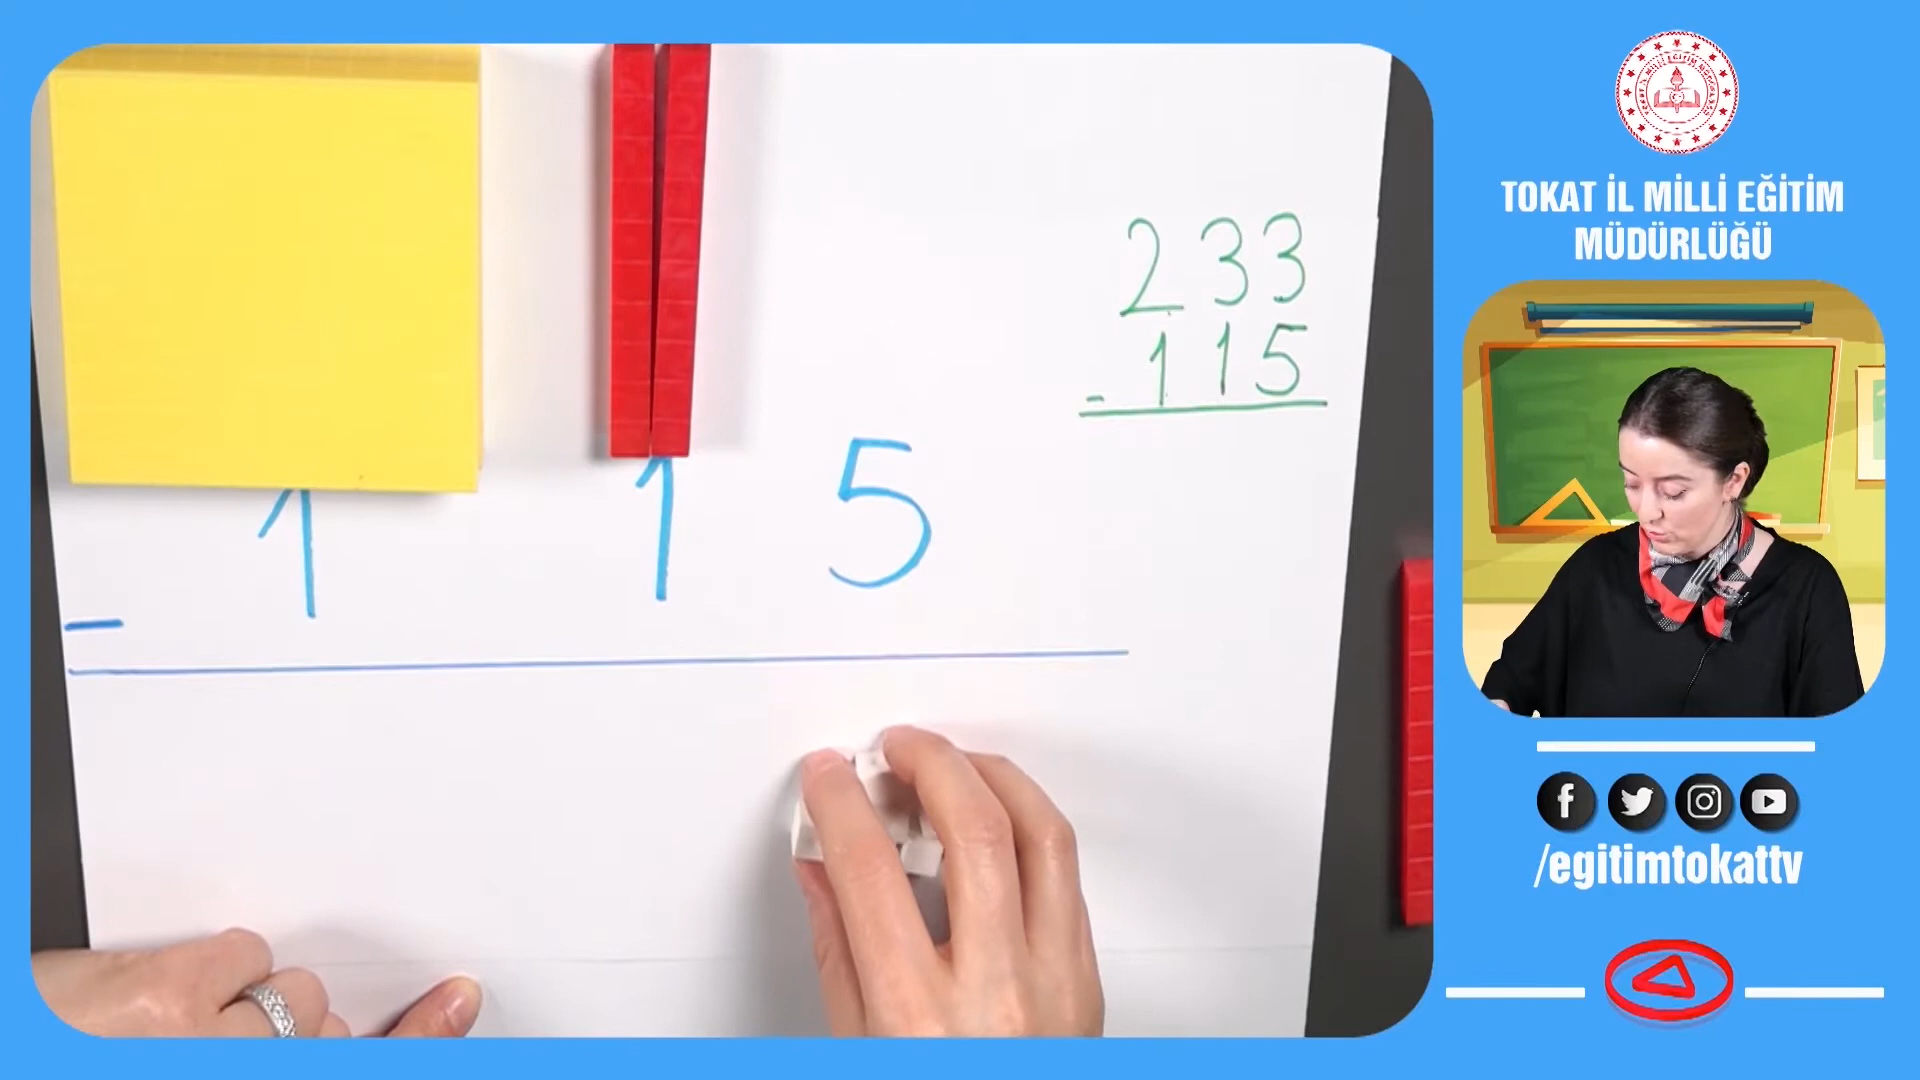 233
- 115
1 1 5
-
TOKAT İL MİLLİ EĞİTİM
MÜDÜRLÜĞÜ
/egitimtokattv